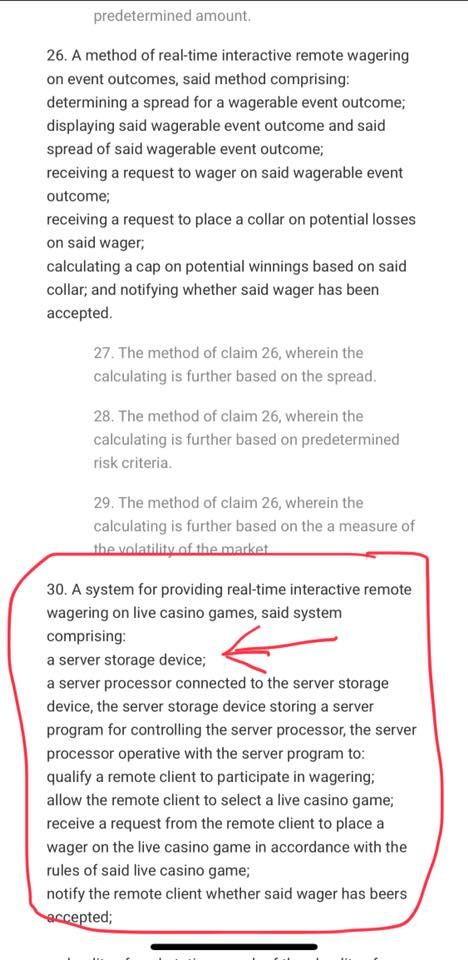 predetermined amount.
26. A method of real-time interactive remote wagering
on event outcomes, said method comprising:
determining a spread for a wagerable event outcome;
displaying said wagerable event outcome and said
spread of said wagerable event outcome;
receiving a request to wager on said wagerable event
outcome;
receiving a request to place a collar on potential losses
on said wager;
calculating a cap on potential winnings based on said
collar; and notifying whether said wager has been
accepted.
27. The method of claim 26, wherein the
calculating is further based on the spread.
28. The method of claim 26, wherein the
calculating is further based on predetermined
risk criteria.
29. The method of claim 26, wherein the
calculating is further based on the a measure of
the volatility of the market
30. A system for providing real-time interactive remote
wagering on live casino games, said system
comprising:
a server storage device;
a server processor connected to the server storage
device, the server storage device storing a server
program for controlling the server processor, the server
processor operative with the server program to:
qualify a remote client to participate in wagering;
allow the remote client to select a live casino game;
receive a request from the remote client to place a
wager on the live casino game in accordance with the
rules of said live casino game;
notify the remote client whether said wager has beers
accepted;